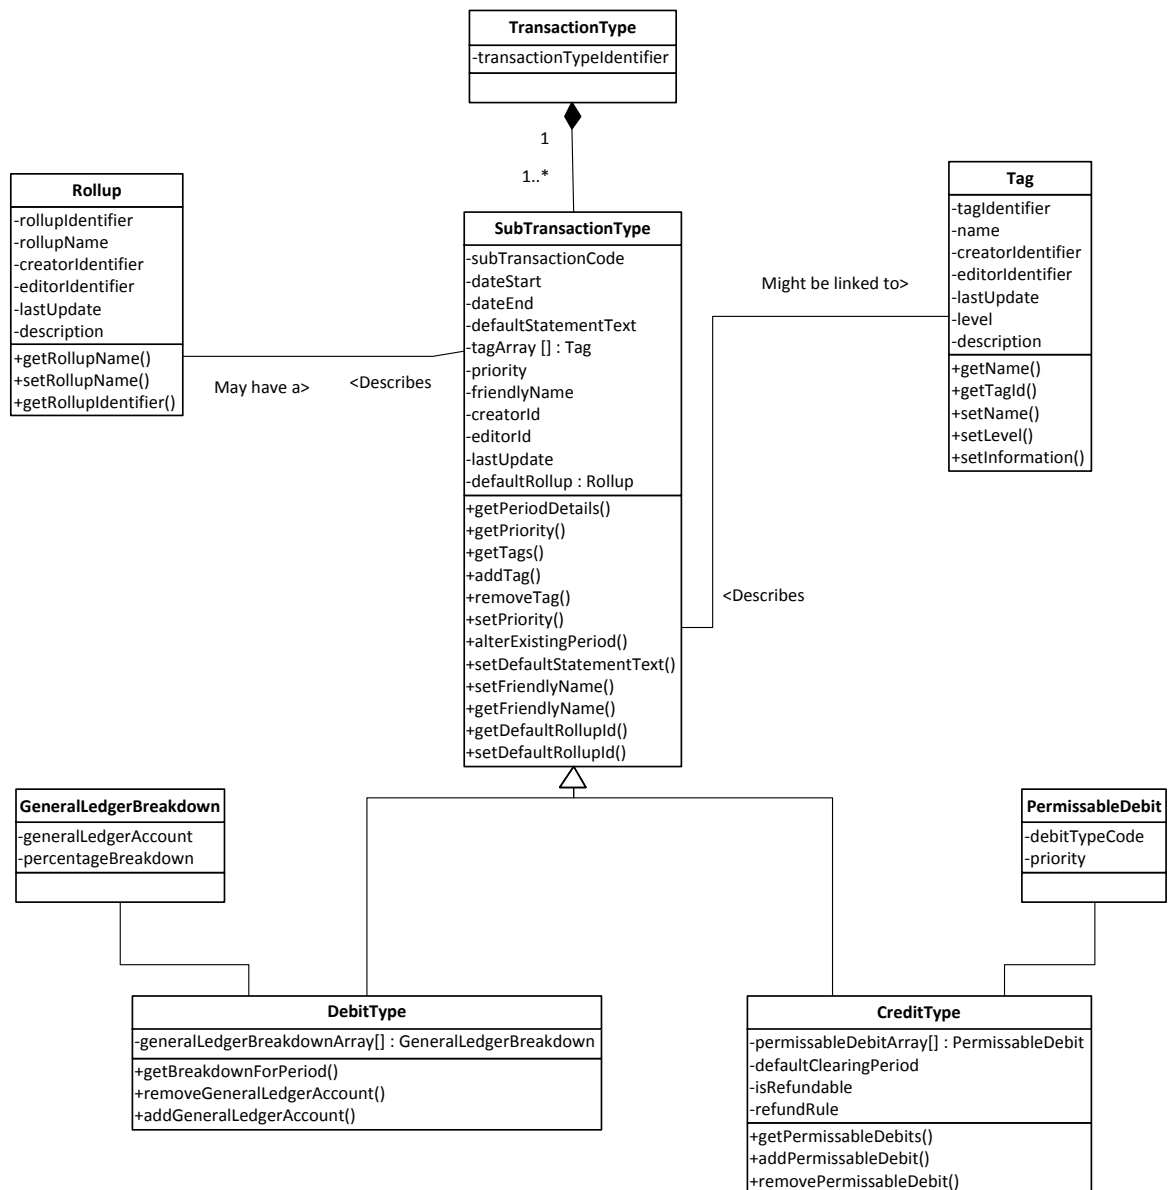 TransactionType
-transactionTypeIdentifier
1
1..*
Rollup
-rollupIdentifier
-rollupName
-creatorIdentifier
-editorIdentifier
-lastUpdate
-description
+getRollupName()
+setRollupName()
+getRollupIdentifier()
May have a>
<Describes
SubTransactionType
-subTransactionCode
-dateStart
-dateEnd
-defaultStatementText
-tagArray [] : Tag
-priority
-friendlyName
-creatorId
-editorId
-lastUpdate
-defaultRollup : Rollup
+getPeriodDetails()
+getPriority()
+getTags()
+addTag()
+removeTag()
+setPriority()
+alterExistingPeriod()
+setDefaultStatementText()
+setFriendlyName()
+getFriendlyName()
+getDefaultRollupId()
+setDefaultRollupId()
Might be linked to>
<Describes
Tag
-tagIdentifier
-name
-creatorIdentifier
-editorIdentifier
-lastUpdate
-level
-description
+getName()
+getTagId()
+setName()
+setLevel()
+setInformation()
GeneralLedgerBreakdown
-generalLedgerAccount
-percentageBreakdown
PermissableDebit
-debitTypeCode
-priority
DebitType
-generalLedgerBreakdownArray[] : GeneralLedgerBreakdown
+getBreakdownForPeriod()
+removeGeneralLedgerAccount()
+addGeneralLedgerAccount()
CreditType
-permissableDebitArray[] : PermissableDebit
-defaultClearingPeriod
-isRefundable
-refundRule
+getPermissableDebits()
+addPermissableDebit()
+removePermissableDebit()